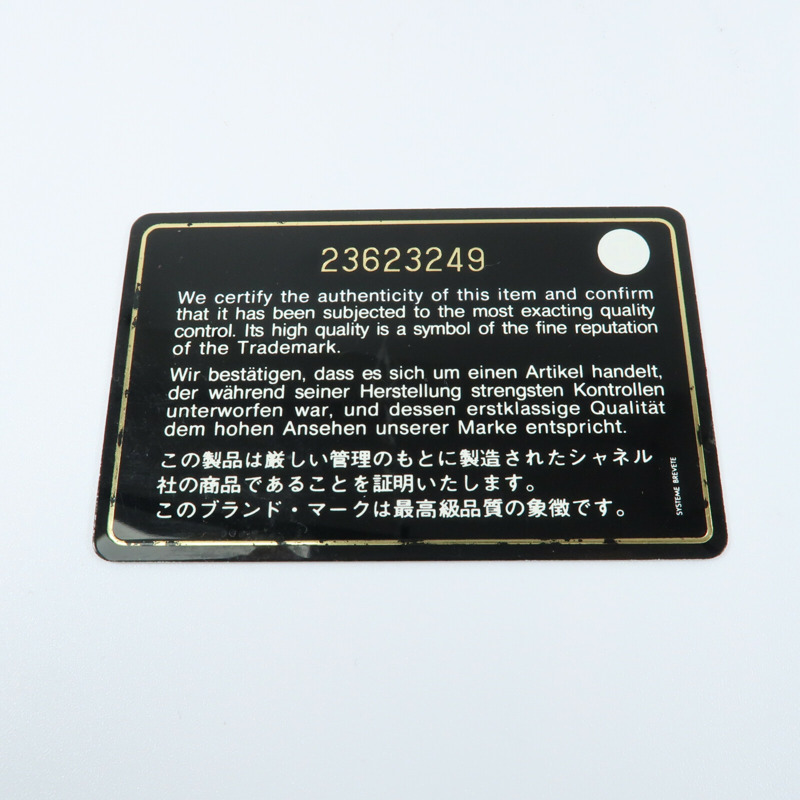 23623249
We certify the authenticity of this item and confirm
that it has been subjected to the most exacting quality
control. Its high quality is a symbol of the fine reputation
of the Trademark.
Wir bestätigen, dass es sich um einen Artikel handelt,
der während seiner Herstellung strengsten Kontrollen
unterworfen war, und dessen erstklassige Qualität
dem hohen Ansehen unserer Marke entspricht.
この製品は厳しい管理のもとに製造されたシャネル
社の商品であることを証明いたします。
このブランド・マークは最高級品質の象徴です。
SYSTEME BREVETE